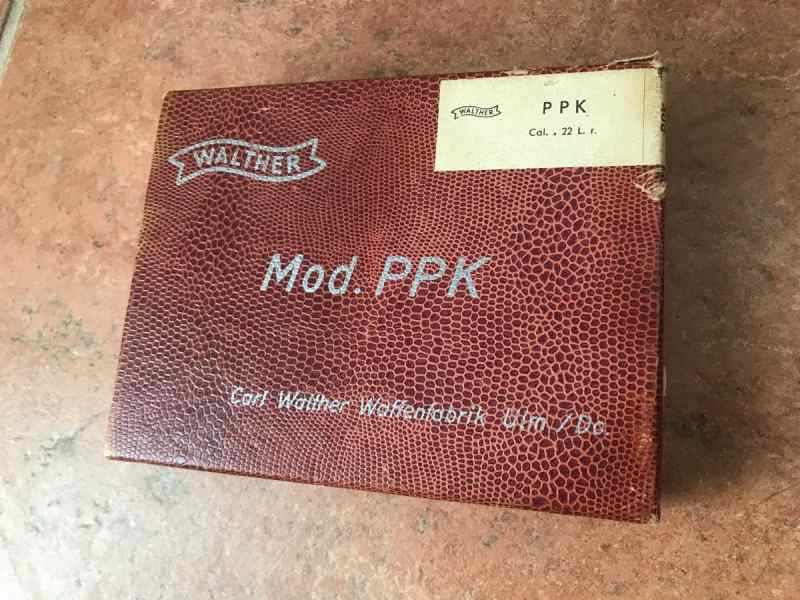 WALTHER
PPK
Cal. . 22 L. r.
WALTHER
Mod. PPK
Carl Walther Waffenfabrik Ulm / Do.